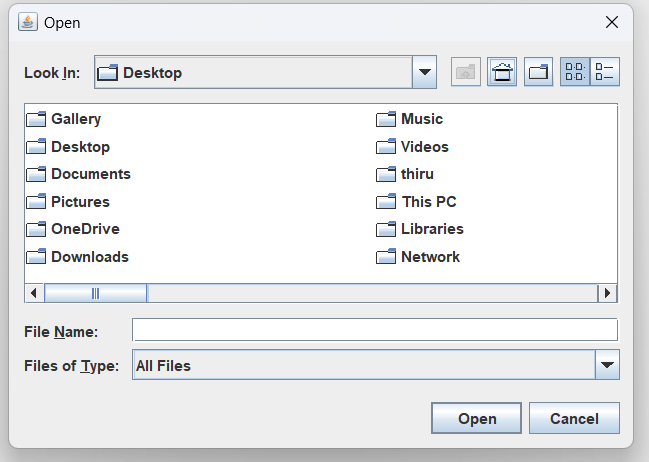 Open
Look In: Desktop
Gallery Music
Desktop Videos
Documents thiru
Pictures This PC
OneDrive Libraries
Downloads Network
File Name:
Files of Type: All Files
Open Cancel